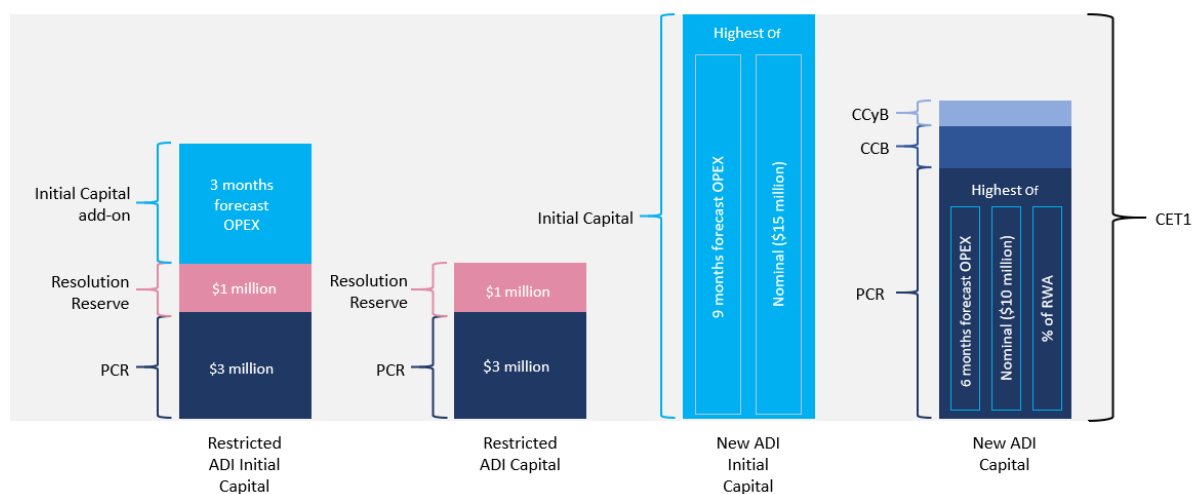 Initial Capital
add-on
3 months
forecast
OPEX
Resolution
Reserve
$1 million
PCR
$3 million
Restricted
ADI Initial
Capital
Resolution
Reserve
$1 million
PCR
$3 million
Restricted
ADI Capital
Initial Capital
Highest Of
9 months forecast OPEX
Nominal ($15 million)
New ADI
Initial
Capital
CCyB
CCB
PCR
Highest Of
6 months forecast OPEX
Nominal ($10 million)
% of RWA
New ADI
Capital
CET1